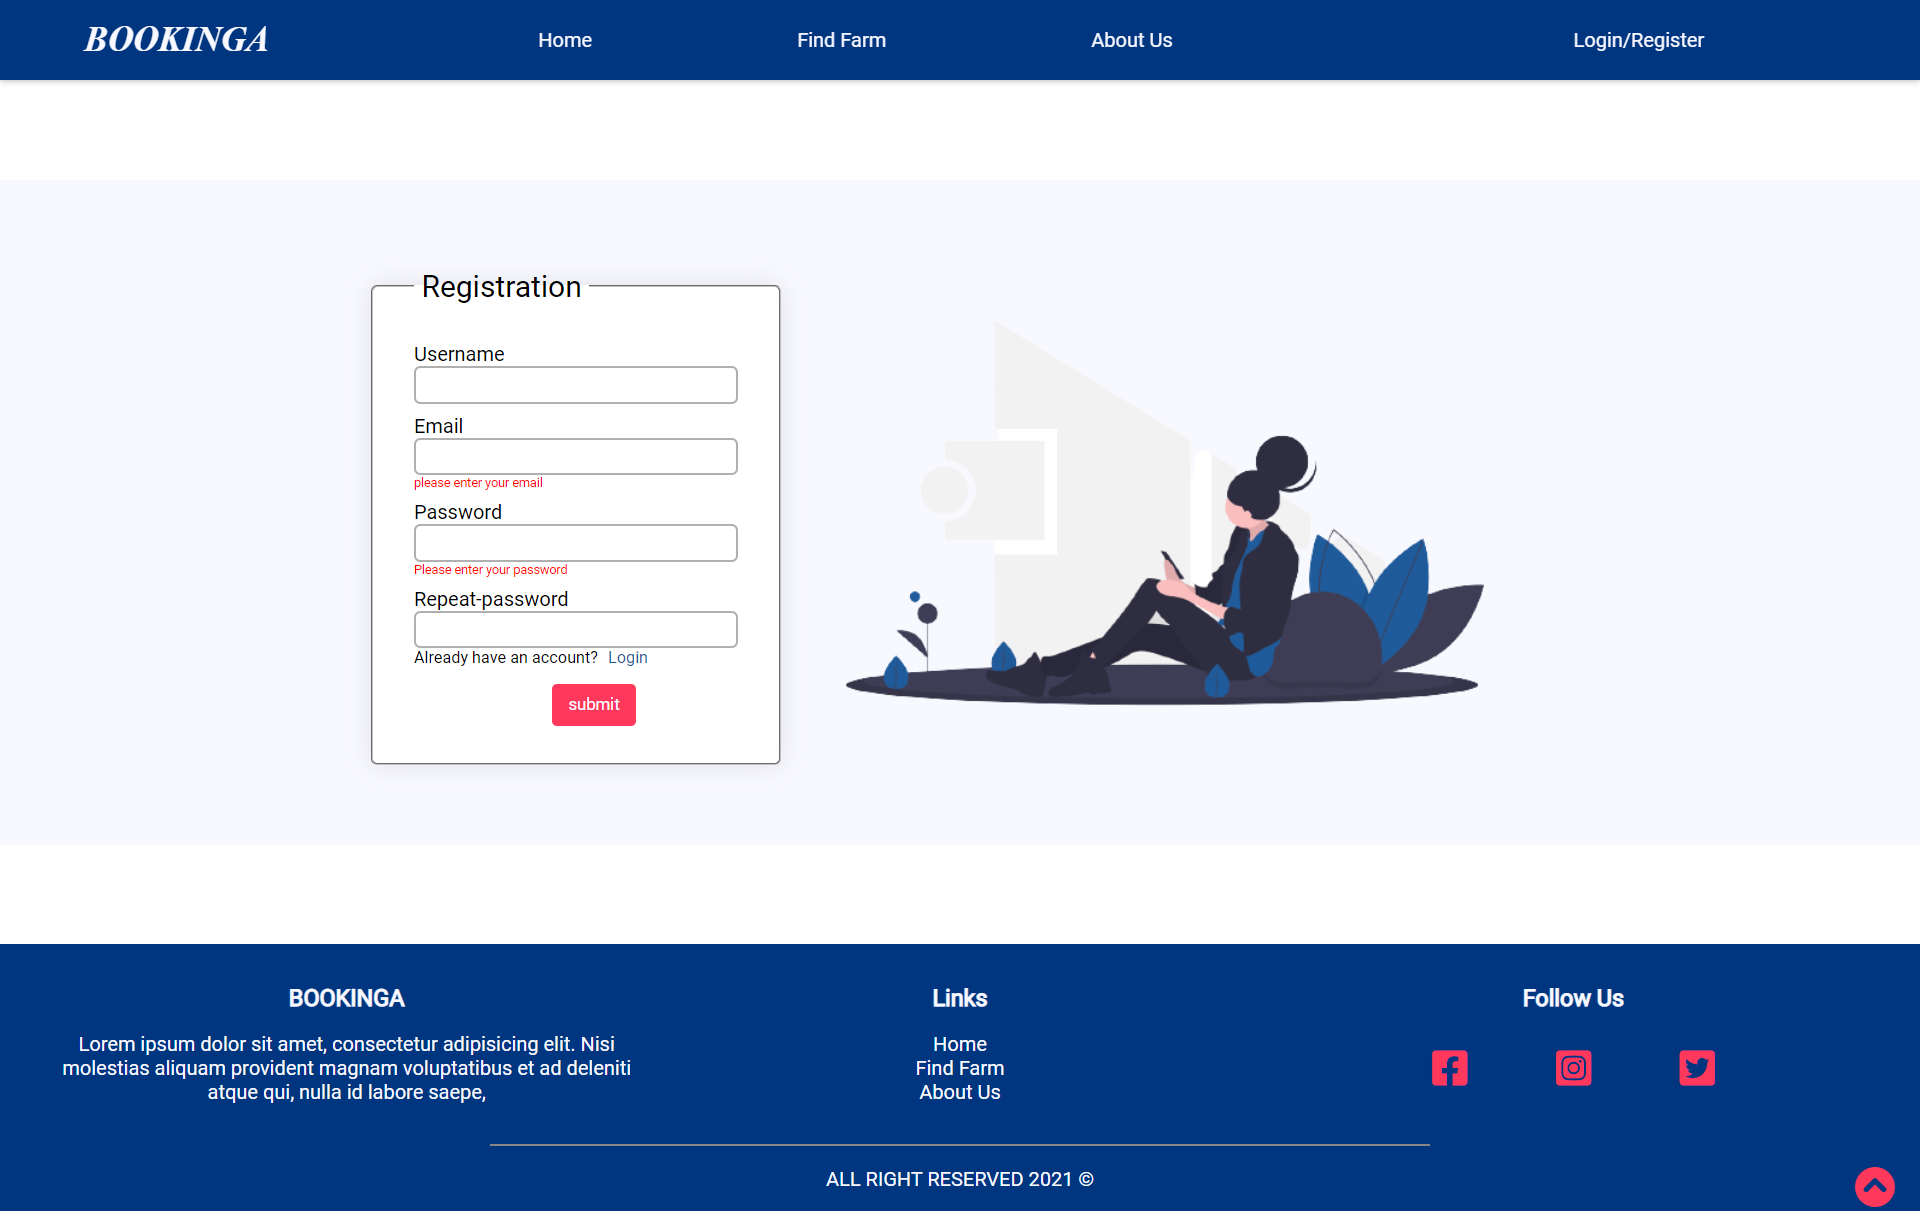 BOOKINGA
Home
Find Farm
About Us
Login/Register
Registration
Username
Email
please enter your email
Password
Please enter your password
Repeat-password
Already have an account? Login
submit
BOOKINGA
Lorem ipsum dolor sit amet, consectetur adipisicing elit. Nisi
molestias aliquam provident magnam voluptatibus et ad deleniti
atque qui, nulla id labore saepe,
Links
Home
Find Farm
About Us
Follow Us
ALL RIGHT RESERVED 2021 ©